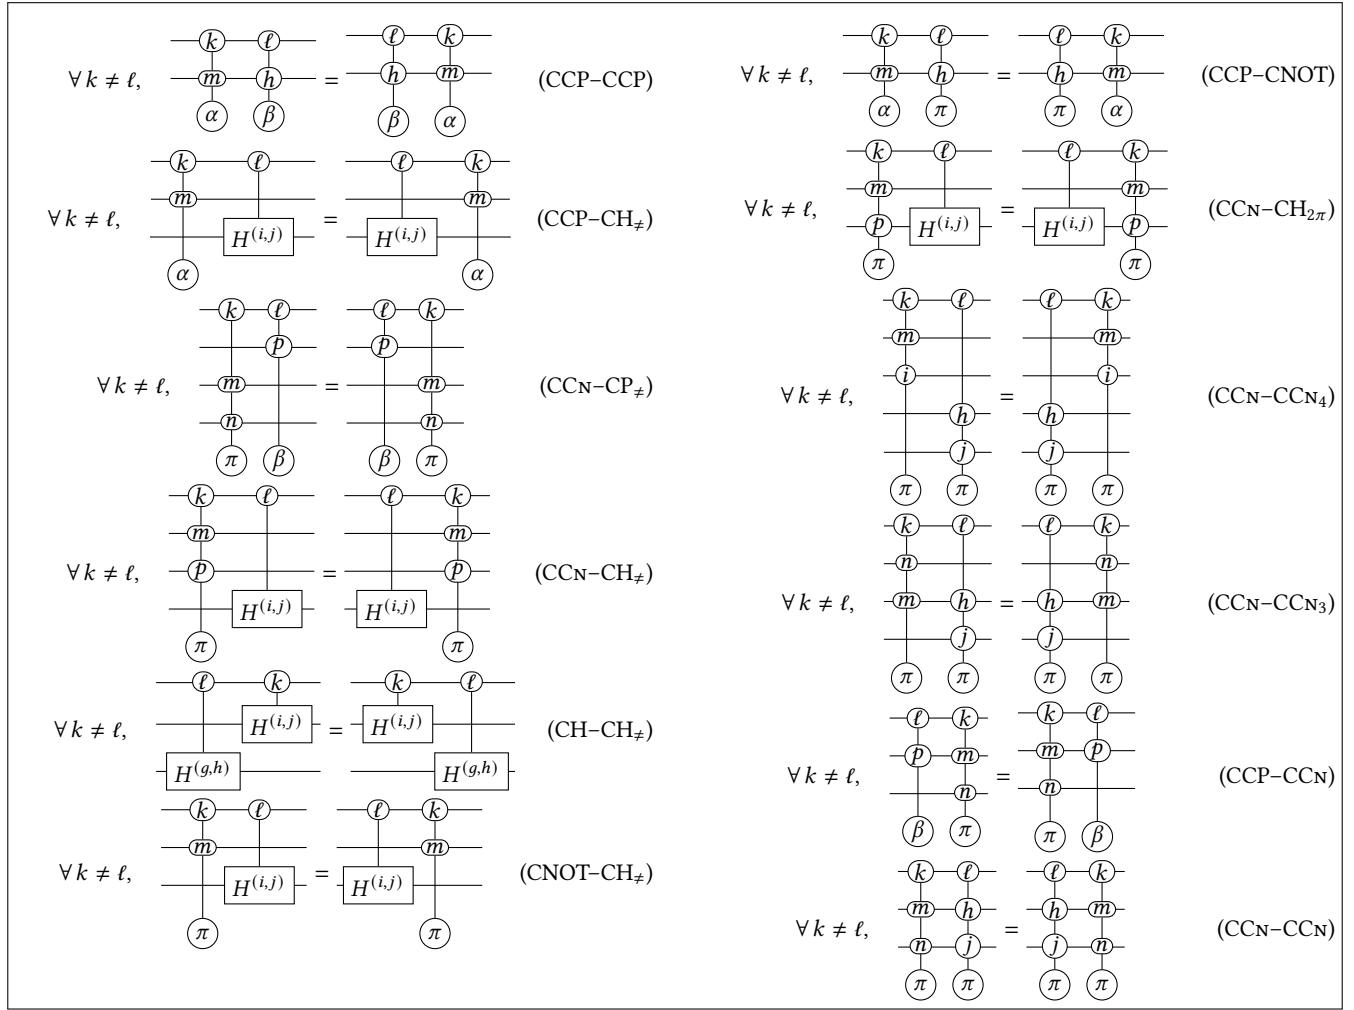 ∀ k ≠ ℓ, k ℓ m h α β = ℓ k h m β α (CCP–CCP)
∀ k ≠ ℓ, k ℓ m H^(i,j) α = ℓ k m H^(i,j) α (CCP–CH≠)
∀ k ≠ ℓ, k ℓ p m n π β = ℓ k p m n β π (CCN–CP≠)
∀ k ≠ ℓ, k ℓ m p H^(i,j) π = ℓ k m p H^(i,j) π (CCN–CH≠)
∀ k ≠ ℓ, ℓ k H^(i,j) H^(g,h) = k ℓ H^(i,j) H^(g,h) (CH–CH≠)
∀ k ≠ ℓ, k ℓ m H^(i,j) π = ℓ k m H^(i,j) π (CNOT–CH≠)
∀ k ≠ ℓ, k ℓ m h α π = ℓ k h m π α (CCP–CNOT)
∀ k ≠ ℓ, k ℓ m p H^(i,j) π = ℓ k m H^(i,j) p π (CCN–CH₂π)
∀ k ≠ ℓ, k ℓ m i h j π π = ℓ k m i h j π π (CCN–CCN₄)
∀ k ≠ ℓ, k ℓ n m h j π π = ℓ k n h m j π π (CCN–CCN₃)
∀ k ≠ ℓ, ℓ k p m n β π = k ℓ m p n π β (CCP–CCN)
∀ k ≠ ℓ, k ℓ m h n j π π = ℓ k h m j n π π (CCN–CCN)